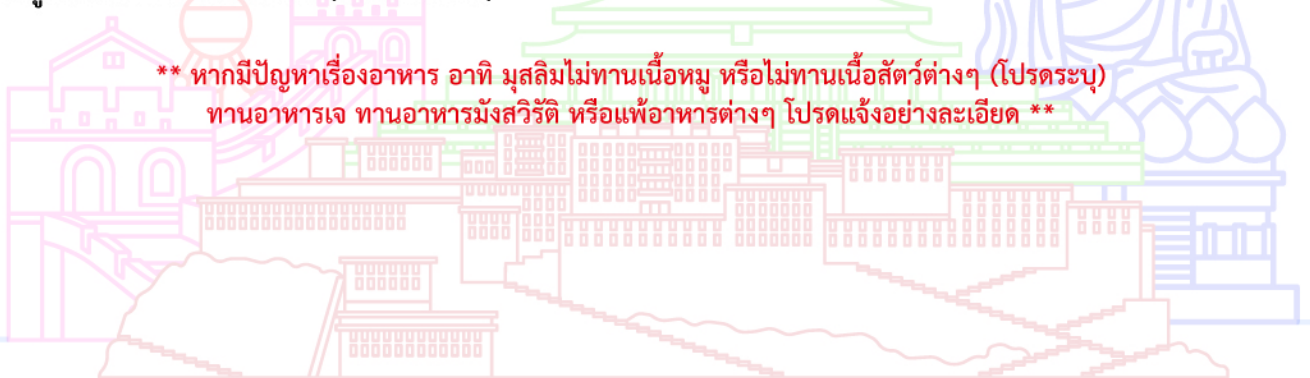 ** หากมีปัญหาเรื่องอาหาร อาทิ มุสลิมไม่ทานเนื้อหมู หรือไม่ทานเนื้อสัตว์ต่างๆ (โปรดระบุ)
ทานอาหารเจ ทานอาหารมังสวิรัติ หรือแพ้อาหารต่างๆ โปรดแจ้งอย่างละเอียด **